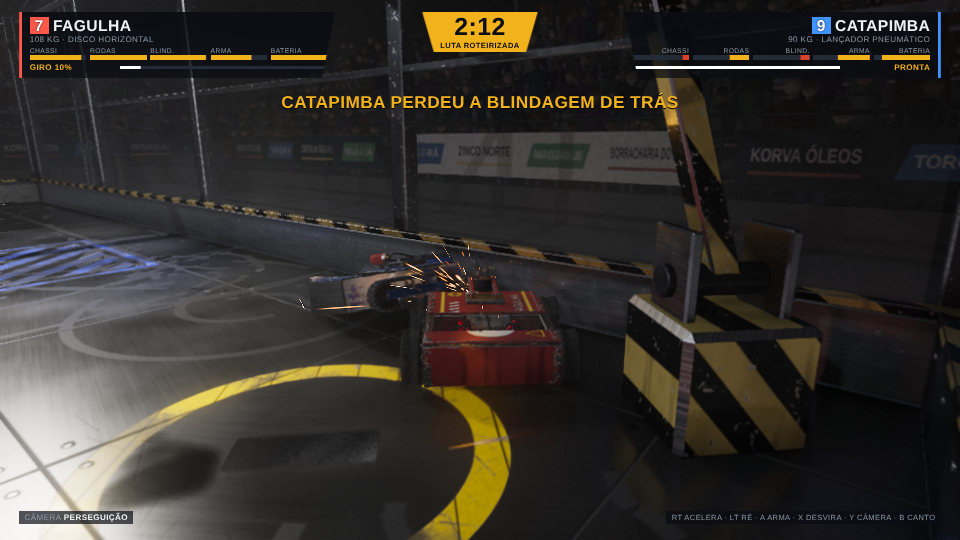 7 FAGULHA
108 KG · DISCO HORIZONTAL
CHASSI RODAS BLIND. ARMA BATERIA
GIRO 10%
2:12
LUTA ROTEIRIZADA
9 CATAPIMBA
90 KG · LANÇADOR PNEUMÁTICO
CHASSI RODAS BLIND. ARMA BATERIA
PRONTA
CATAPIMBA PERDEU A BLINDAGEM DE TRÁS
ZINCO NORTE
BORRACHARIA DO
KORVA ÓLEOS
CÂMERA PERSEGUIÇÃO
RT ACELERA · LT RÉ · A ARMA · X DESVIRA · Y CÂMERA · B CANTO